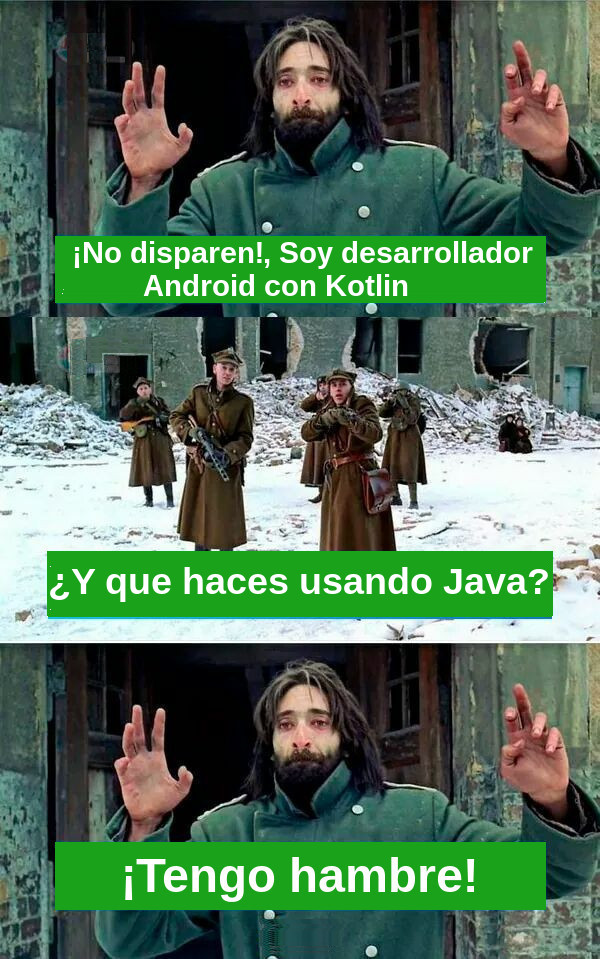 ¡No disparen!, Soy desarrollador
Android con Kotlin
¿Y que haces usando Java?
¡Tengo hambre!